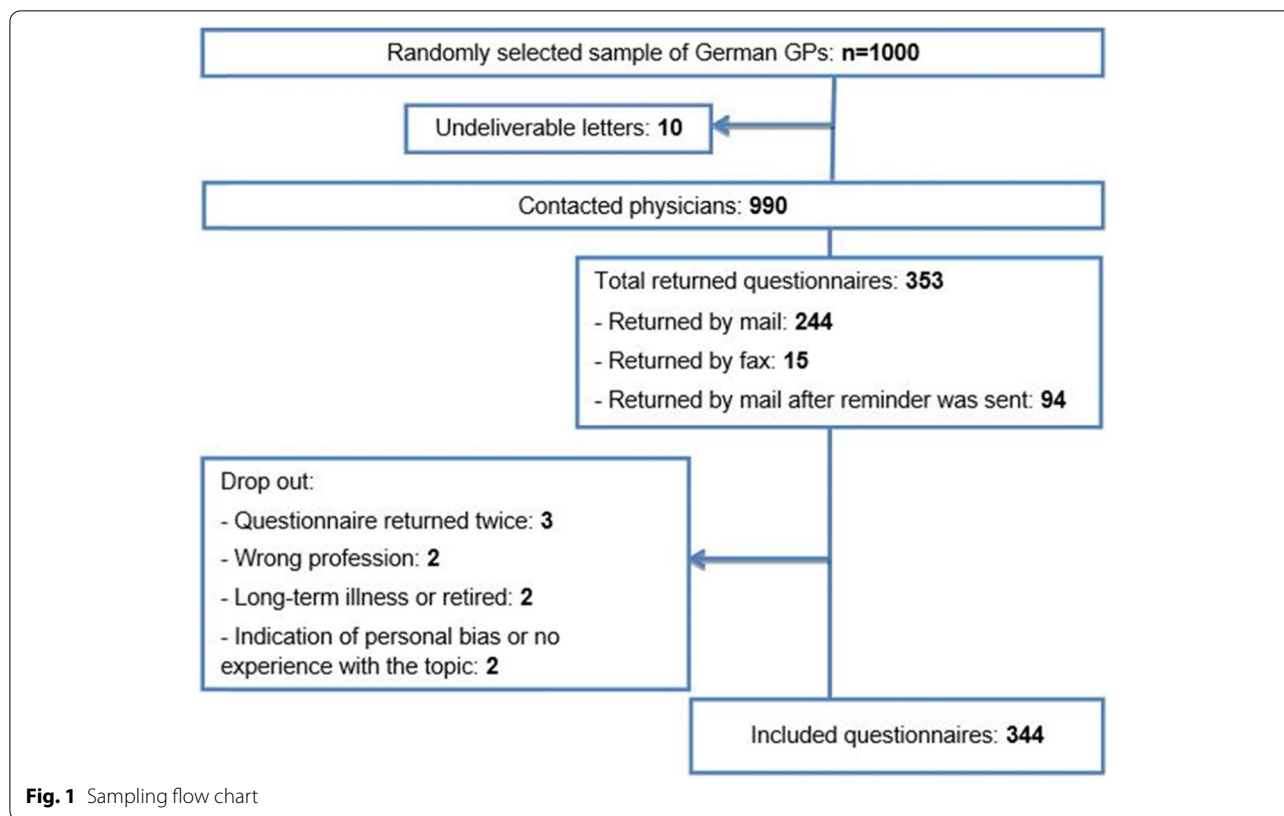 Randomly selected sample of German GPs: n=1000
Undeliverable letters: 10
Contacted physicians: 990
Total returned questionnaires: 353
- Returned by mail: 244
- Returned by fax: 15
- Returned by mail after reminder was sent: 94
Drop out:
- Questionnaire returned twice: 3
- Wrong profession: 2
- Long-term illness or retired: 2
- Indication of personal bias or no
experience with the topic: 2
Included questionnaires: 344
Fig. 1 Sampling flow chart